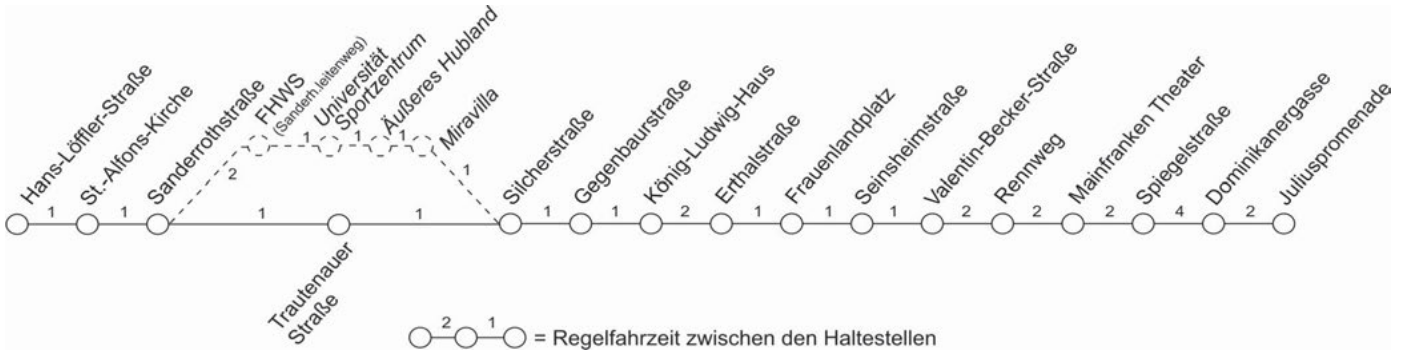 Hans-Löffler-Straße
1
St.-Alfons-Kirche
1
Sanderrothstraße
2
FHWS
(Sanderh.leitenweg)
1
Universität
Sportzentrum
1
Äußeres Hubland
1
Miravilla
1
1
Trautenauer
Straße
1
Silcherstraße
1
Gegenbaurstraße
1
König-Ludwig-Haus
2
Erthalstraße
1
Frauenlandplatz
1
Seinsheimstraße
1
Valentin-Becker-Straße
2
Rennweg
2
Mainfranken Theater
2
Spiegelstraße
4
Dominikanergasse
2
Juliuspromenade
2 1 = Regelfahrzeit zwischen den Haltestellen